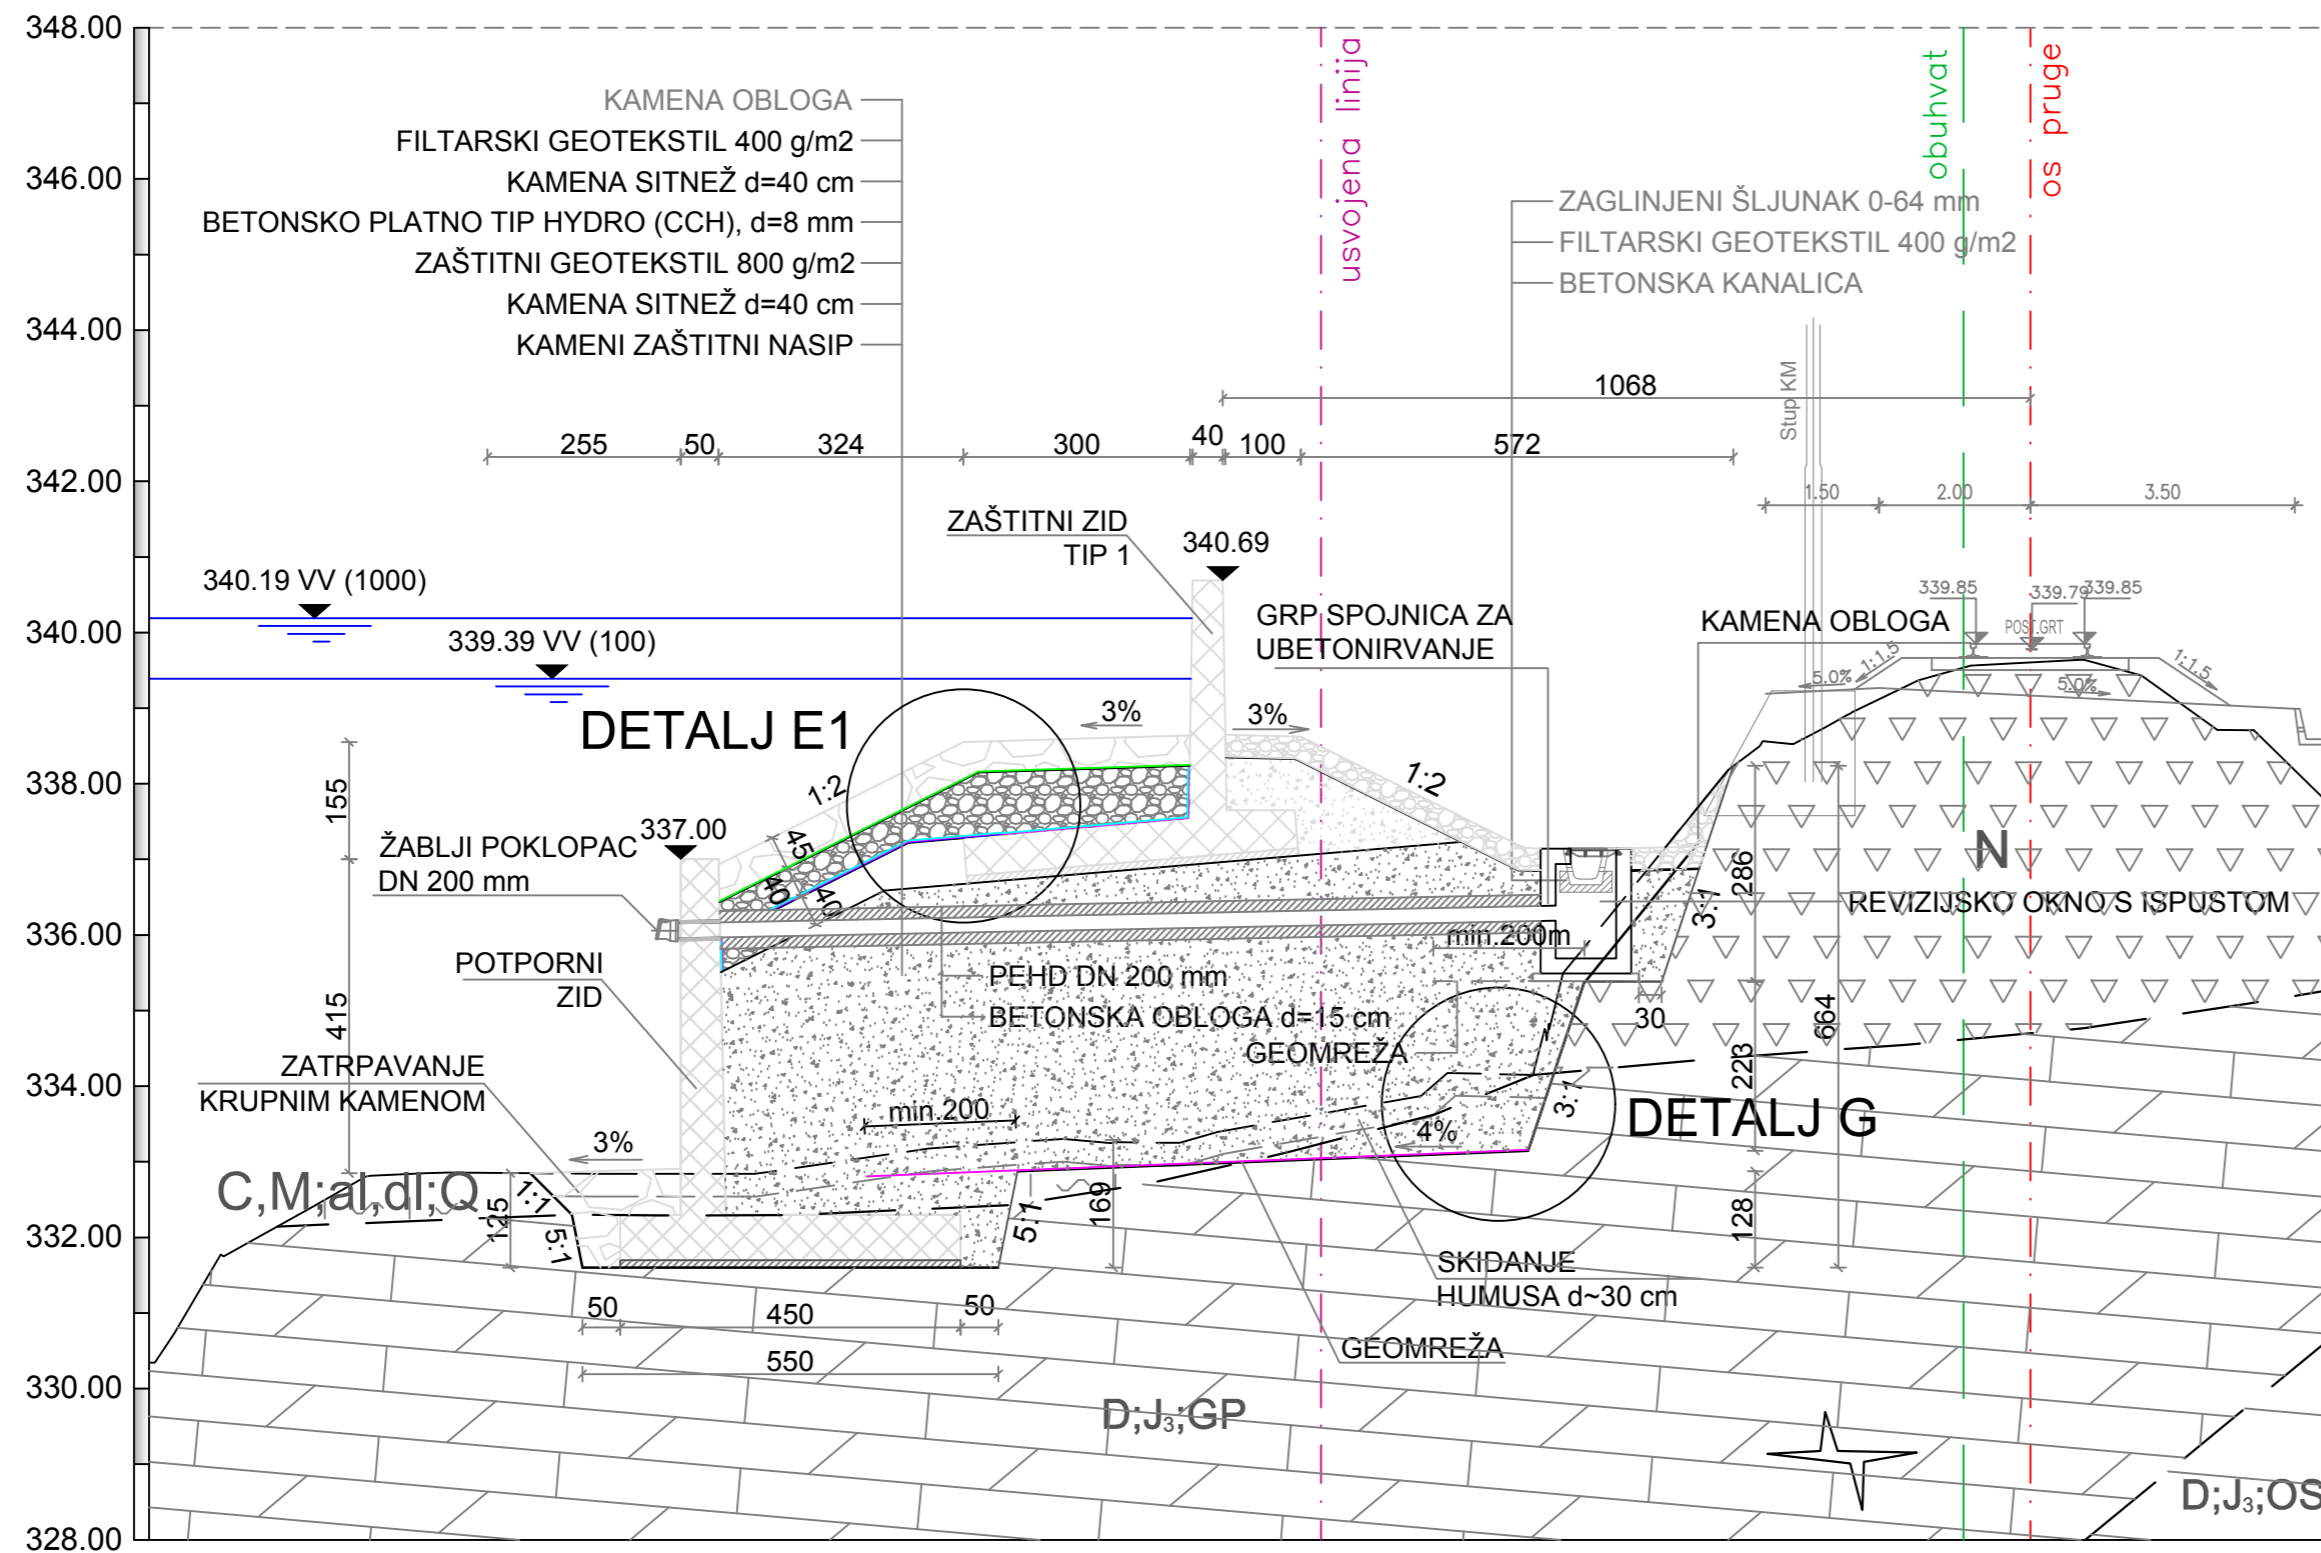 348.00
346.00
344.00
342.00
340.00
338.00
336.00
334.00
332.00
330.00
328.00
KAMENA OBLOGA
FILTARSKI GEOTEKSTIL 400 g/m2
KAMENA SITNEŽ d=40 cm
BETONSKO PLATNO TIP HYDRO (CCH), d=8 mm
ZAŠTITNI GEOTEKSTIL 800 g/m2
KAMENA SITNEŽ d=40 cm
KAMENI ZAŠTITNI NASIP
usvojena linija
obuhvat
os pruge
ZAGLINJENI ŠLJUNAK 0-64 mm
FILTARSKI GEOTEKSTIL 400 g/m2
BETONSKA KANALICA
Stup KM
1068
255
50
324
300
40
100
572
1.50
2.00
3.50
ZAŠTITNI ZID
TIP 1
340.69
340.19 VV (1000)
339.39 VV (100)
GRP SPOJNICA ZA
UBETONIRVANJE
KAMENA OBLOGA
339.85
339.79
339.85
POST.GRT
1:1.5
1:1.5
5.0%
5.0%
DETALJ E1
3%
3%
1:2
1:2
155
337.00
ŽABLJI POKLOPAC
DN 200 mm
45
40
40
286
N
REVIZIJSKO OKNO S ISPUSTOM
3:1
min.200m
POTPORNI
ZID
PEHD DN 200 mm
BETONSKA OBLOGA d=15 cm
GEOMREŽA
30
664
415
223
ZATRPAVANJE
KRUPNIM KAMENOM
min.200
3:1
DETALJ G
4%
3%
C,M;al,dl;Q
1:1
125
5:1
5:1
169
128
SKIDANJE
HUMUSA d~30 cm
50
450
50
GEOMREŽA
550
D;J₃;GP
D;J₃;OS